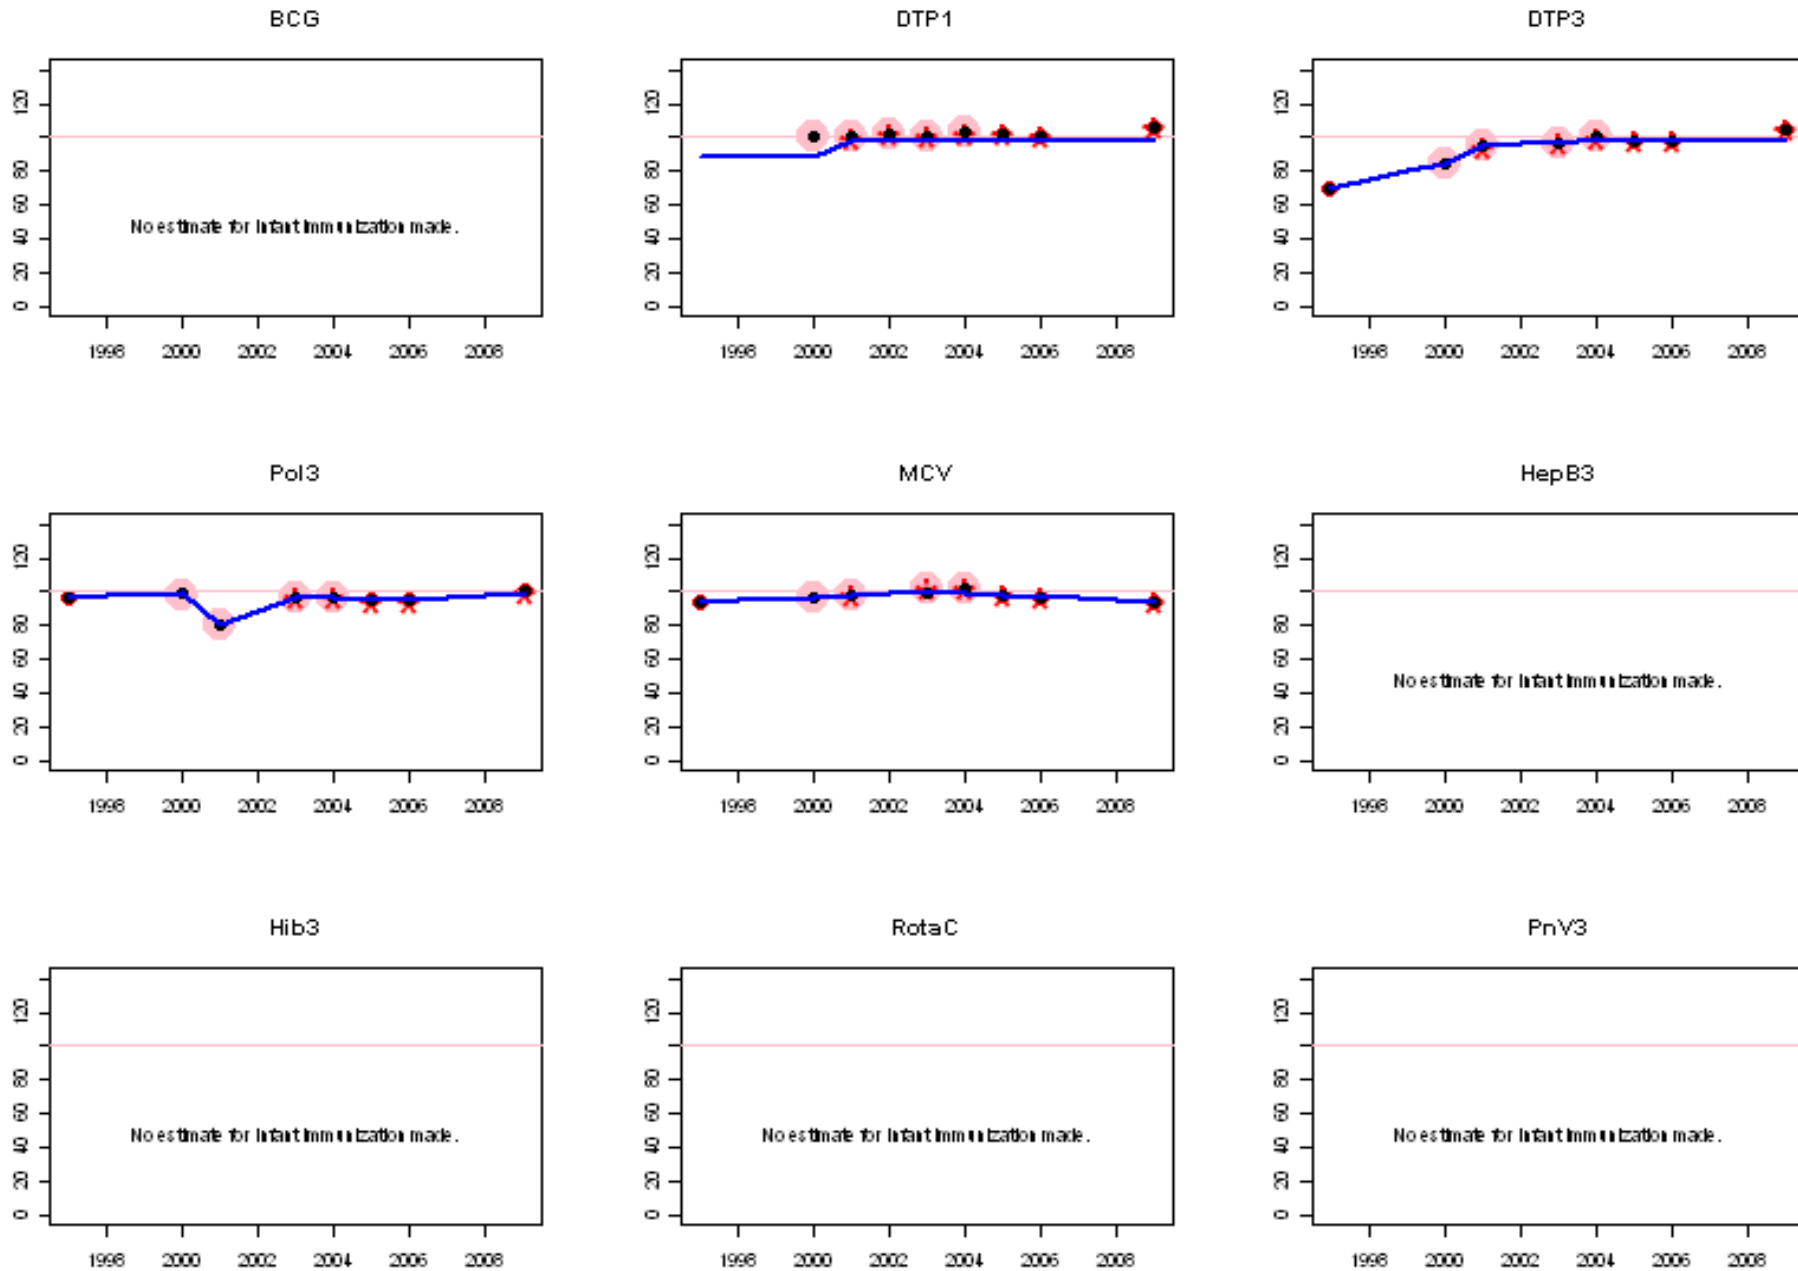 BCG DTP1 DTP3
120 120 120
80 80 80
60 60 60
No estimate for infant immunization made.
40 40 40
20 20 20
0 0 0
1998 2000 2002 2004 2006 2008 1998 2000 2002 2004 2006 2008 1998 2000 2002 2004 2006 2008
Pol3 MCV HepB3
120 120 120
80 80 80
60 60 60
No estimate for infant immunization made.
40 40 40
20 20 20
0 0 0
1998 2000 2002 2004 2006 2008 1998 2000 2002 2004 2006 2008 1998 2000 2002 2004 2006 2008
Hib3 RotaC PnV3
120 120 120
80 80 80
60 60 60
No estimate for infant immunization made. No estimate for infant immunization made. No estimate for infant immunization made.
40 40 40
20 20 20
0 0 0
1998 2000 2002 2004 2006 2008 1998 2000 2002 2004 2006 2008 1998 2000 2002 2004 2006 2008